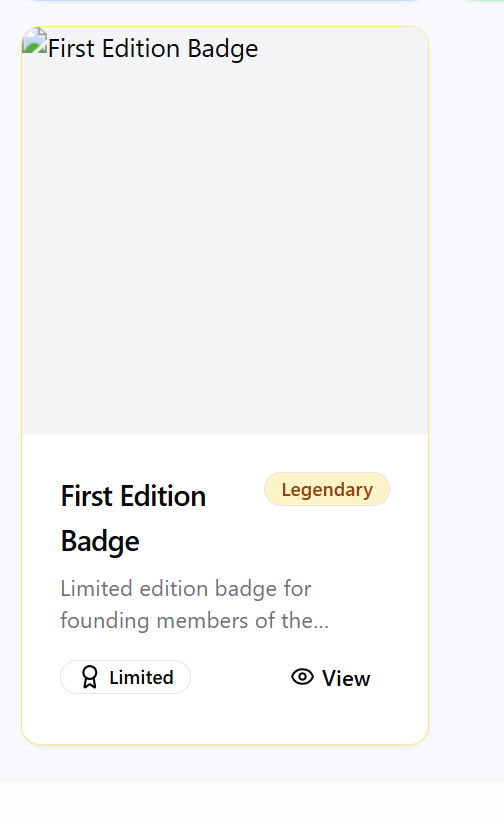 First Edition Badge
First Edition
Badge
Legendary
Limited edition badge for
founding members of the...
Limited
View